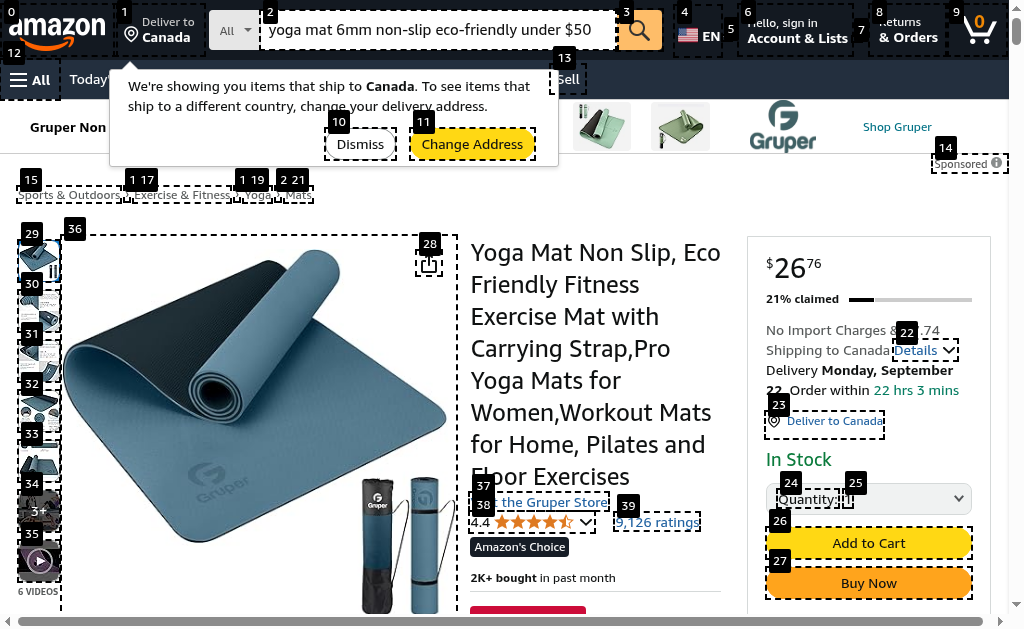 0
1
2
3
4
5
6
7
8
9
amazon
Deliver to
Canada
All
yoga mat 6mm non-slip eco-friendly under $50
EN
Hello, sign in
Account & Lists
Returns
& Orders
0
12
13
All
Today'
Sell
We're showing you items that ship to Canada. To see items that
ship to a different country, change your delivery address.
10
11
Dismiss
Change Address
Gruper Non
Gruper
Shop Gruper
14
Sponsored
15
1 17
1 19
2 21
Sports & Outdoors
Exercise & Fitness
Yoga
Mats
29
30
31
32
33
34
3+
35
6 VIDEOS
36
28
Gruper
Gruper
Yoga Mat Non Slip, Eco
Friendly Fitness
Exercise Mat with
Carrying Strap,Pro
Yoga Mats for
Women,Workout Mats
for Home, Pilates and
Floor Exercises
37
the Gruper Store
38
39
4.4
9,126 ratings
Amazon's Choice
2K+ bought in past month
$26.76
21% claimed
22
No Import Charges &
.74
Shipping to Canada Details
Delivery Monday, September
22. Order within 22 hrs 3 mins
23
Deliver to Canada
In Stock
24
25
Quantity: 1
26
Add to Cart
27
Buy Now